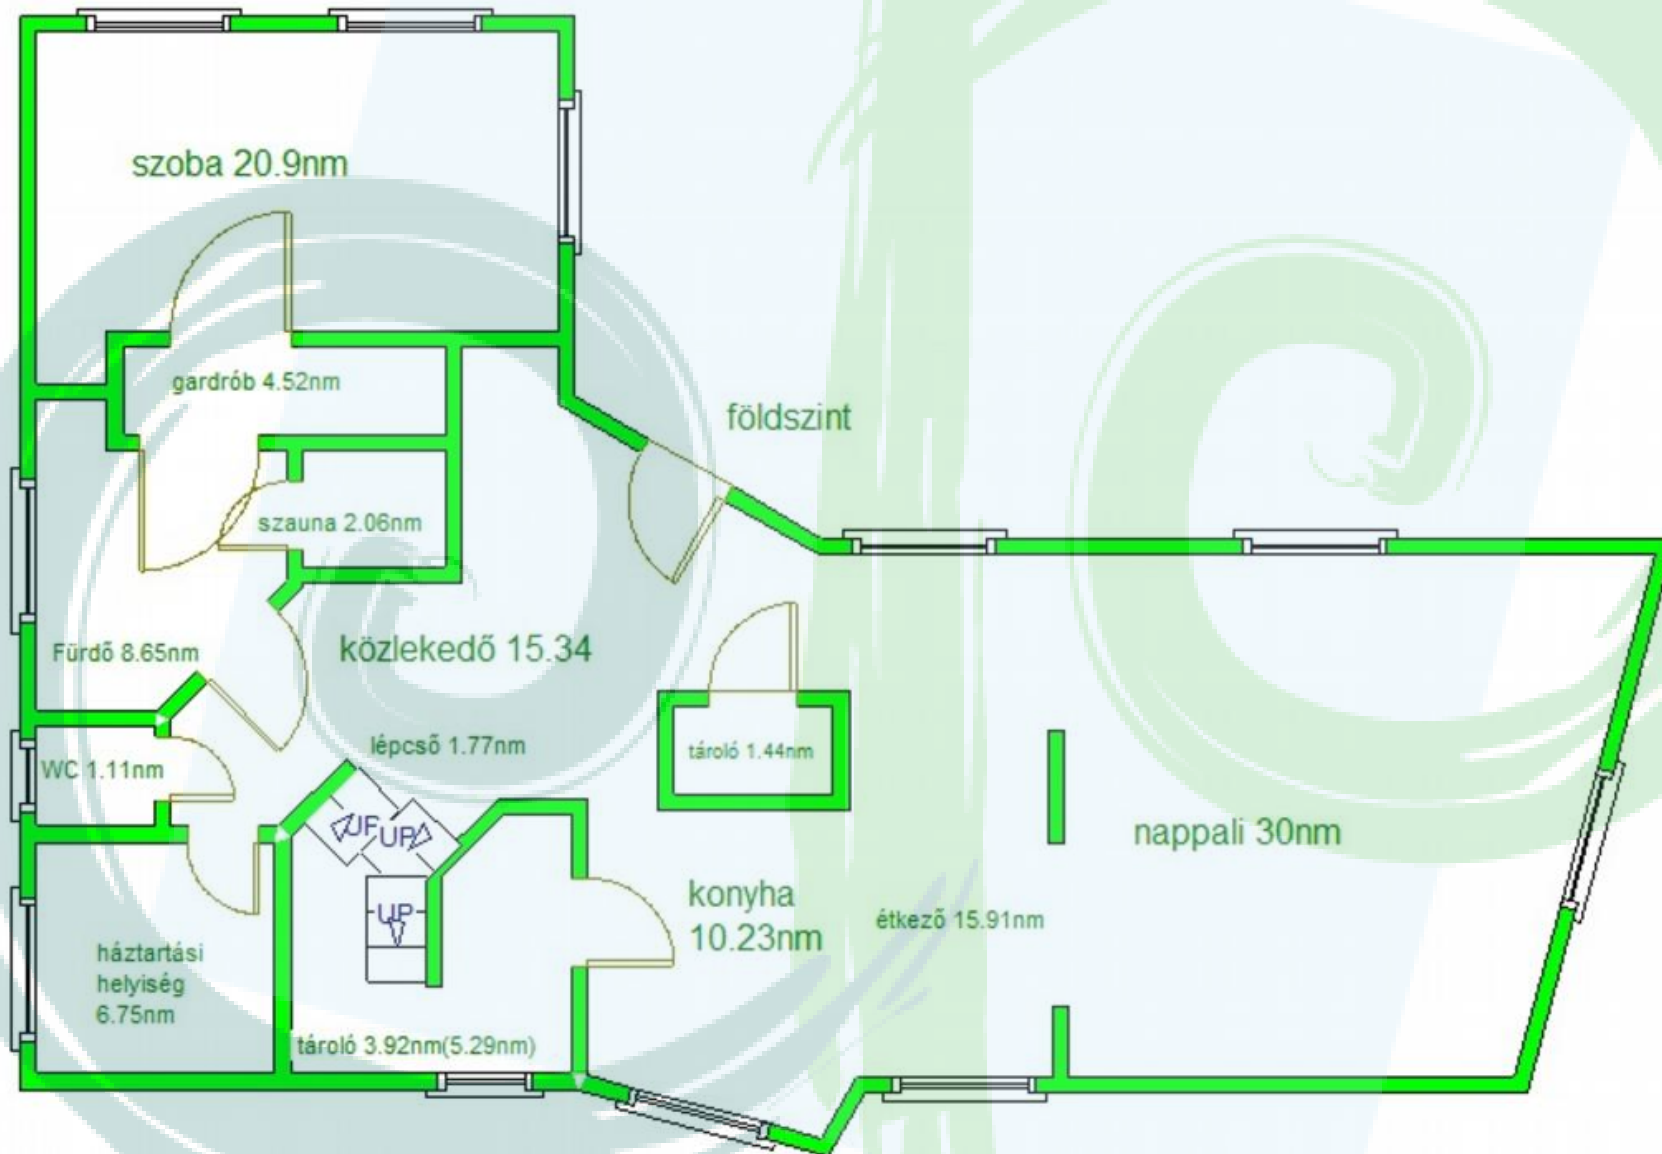 szoba 20.9nm
gardrób 4.52nm
földszint
szauna 2.06nm
Fürdő 8.65nm
közlekedő 15.34
lépcső 1.77nm
tároló 1.44nm
WC 1.11nm
UP
UP
nappali 30nm
konyha
10.23nm
étkező 15.91nm
UP
háztartási
helyiség
6.75nm
tároló 3.92nm(5.29nm)